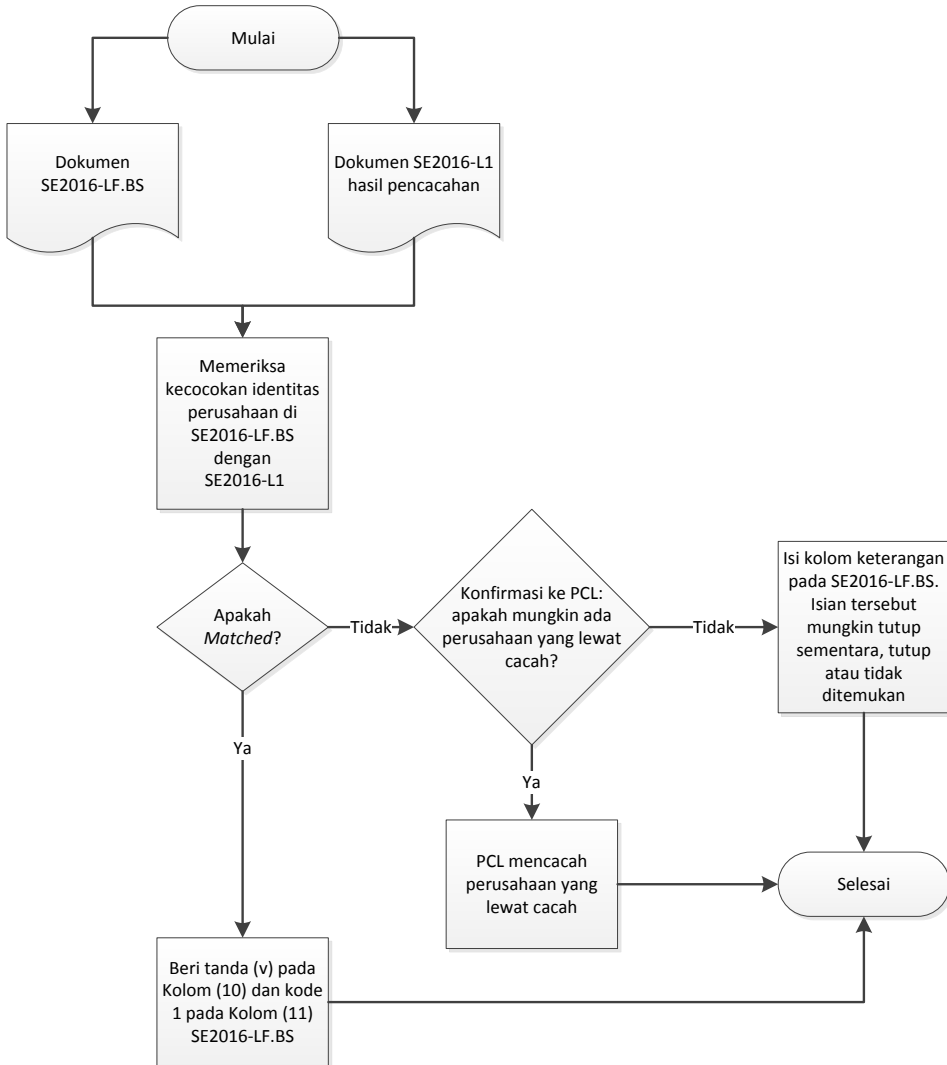 Mulai
Dokumen
SE2016-LF.BS
Dokumen SE2016-L1
hasil pencacahan
Memeriksa
kecocokan identitas
perusahaan di
SE2016-LF.BS
dengan
SE2016-L1
Apakah
Matched?
Tidak
Konfirmasi ke PCL:
apakah mungkin ada
perusahaan yang lewat
cacah?
Tidak
Isi kolom keterangan
pada SE2016-LF.BS.
Isian tersebut
mungkin tutup
sementara, tutup
atau tidak
ditemukan
Ya
Ya
PCL mencacah
perusahaan yang
lewat cacah
Selesai
Beri tanda (v) pada
Kolom (10) dan kode
1 pada Kolom (11)
SE2016-LF.BS